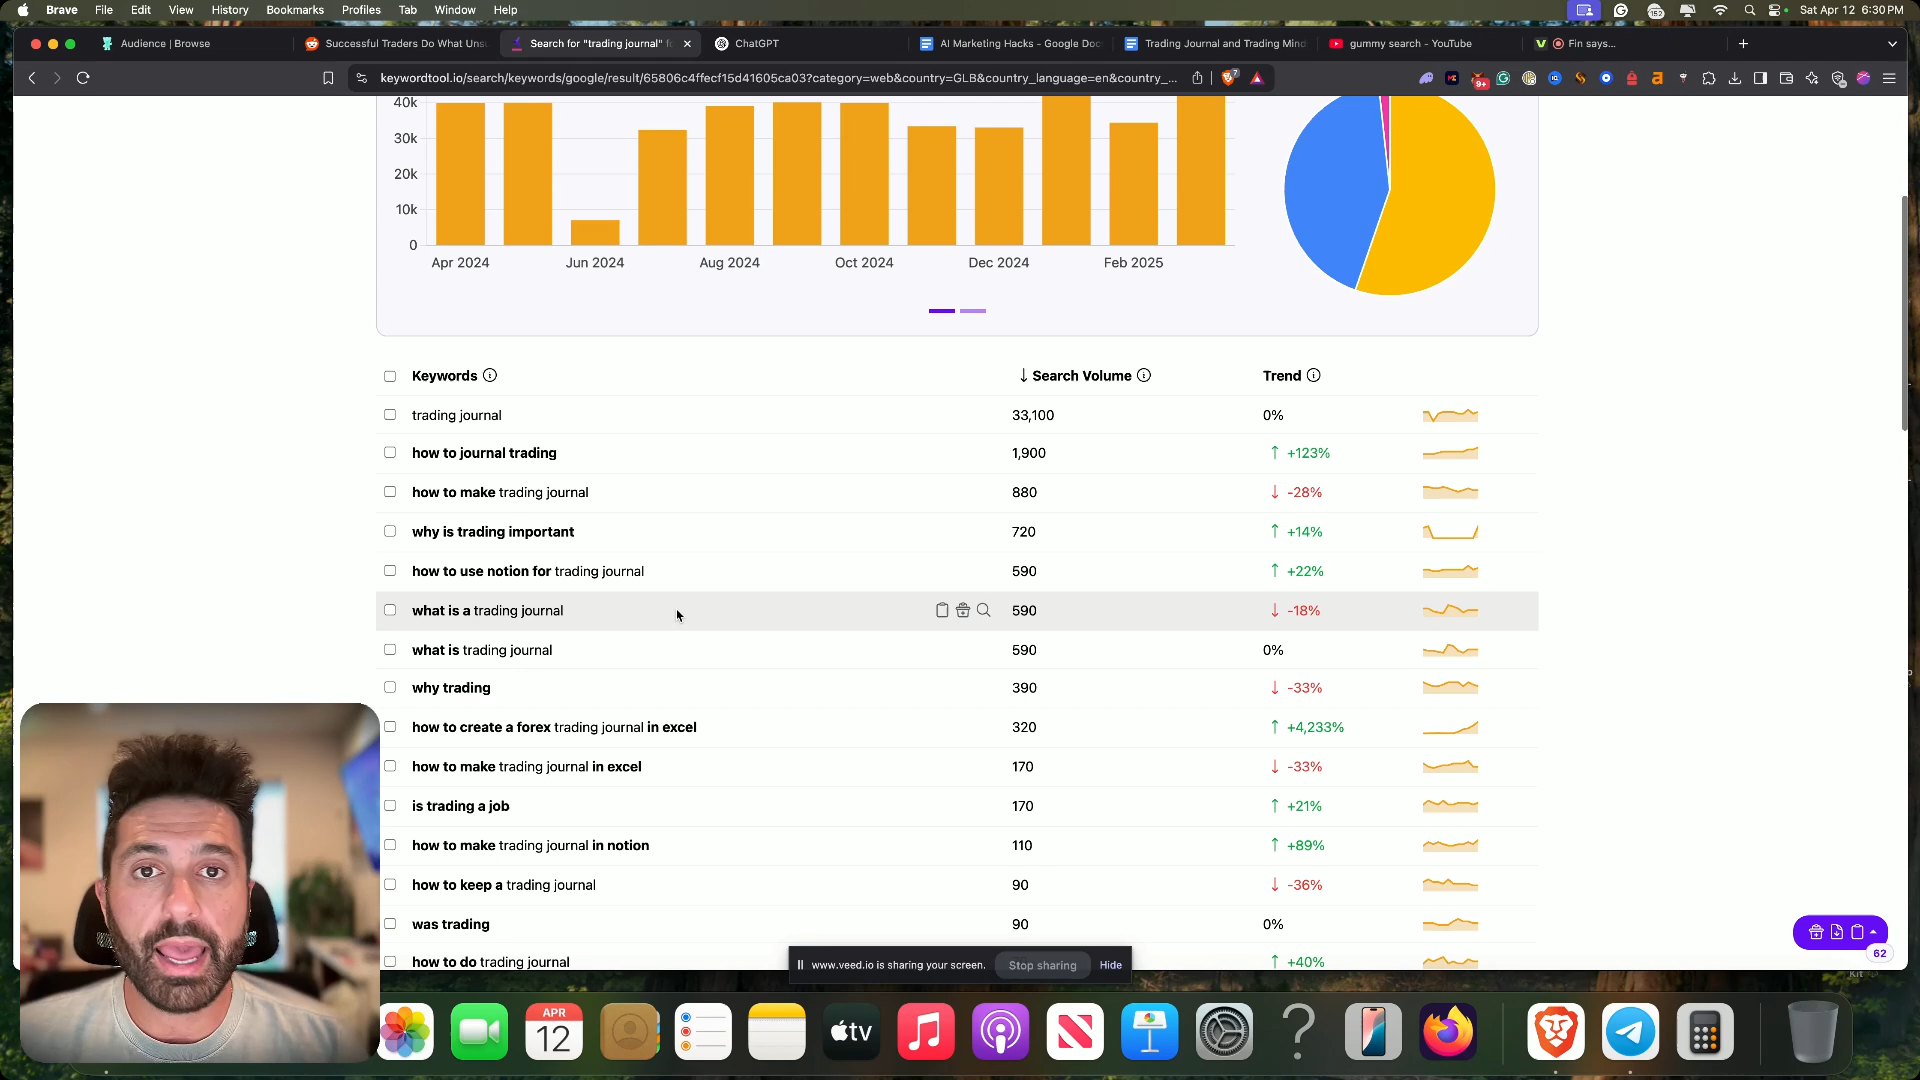 Brave File Edit View History Bookmarks Profiles Tab Window Help
152
Sat Apr 12 6:30 PM
Audience | Browse
Successful Traders Do What Unsu
Search for "trading journal" fo
ChatGPT
AI Marketing Hacks - Google Doc
Trading Journal and Trading Mind
gummy search - YouTube
Fin says...
keywordtool.io/search/keywords/google/result/65806c4ffecf15d41605ca03?category=web&country=GLB&country_language=en&country_...
7
9+
40k
30k
20k
10k
0
Apr 2024 Jun 2024 Aug 2024 Oct 2024 Dec 2024 Feb 2025
Keywords Search Volume Trend
trading journal 33,100 0%
how to journal trading 1,900 +123%
how to make trading journal 880 -28%
why is trading important 720 +14%
how to use notion for trading journal 590 +22%
what is a trading journal 590 -18%
what is trading journal 590 0%
why trading 390 -33%
how to create a forex trading journal in excel 320 +4,233%
how to make trading journal in excel 170 -33%
is trading a job 170 +21%
how to make trading journal in notion 110 +89%
how to keep a trading journal 90 -36%
was trading 90 0%
how to do trading journal +40%
62
www.veed.io is sharing your screen. Stop sharing Hide
Kit
APR
12
tv